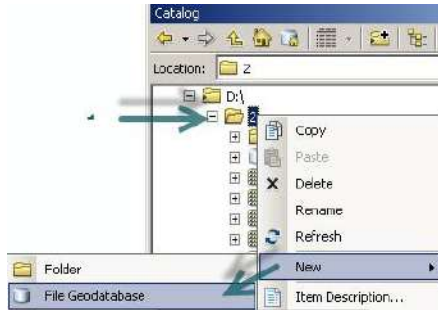 Catalog
Location: Z
D:\
Copy
Paste
Delete
Rename
Refresh
New
Item Description...
Folder
File Geodatabase